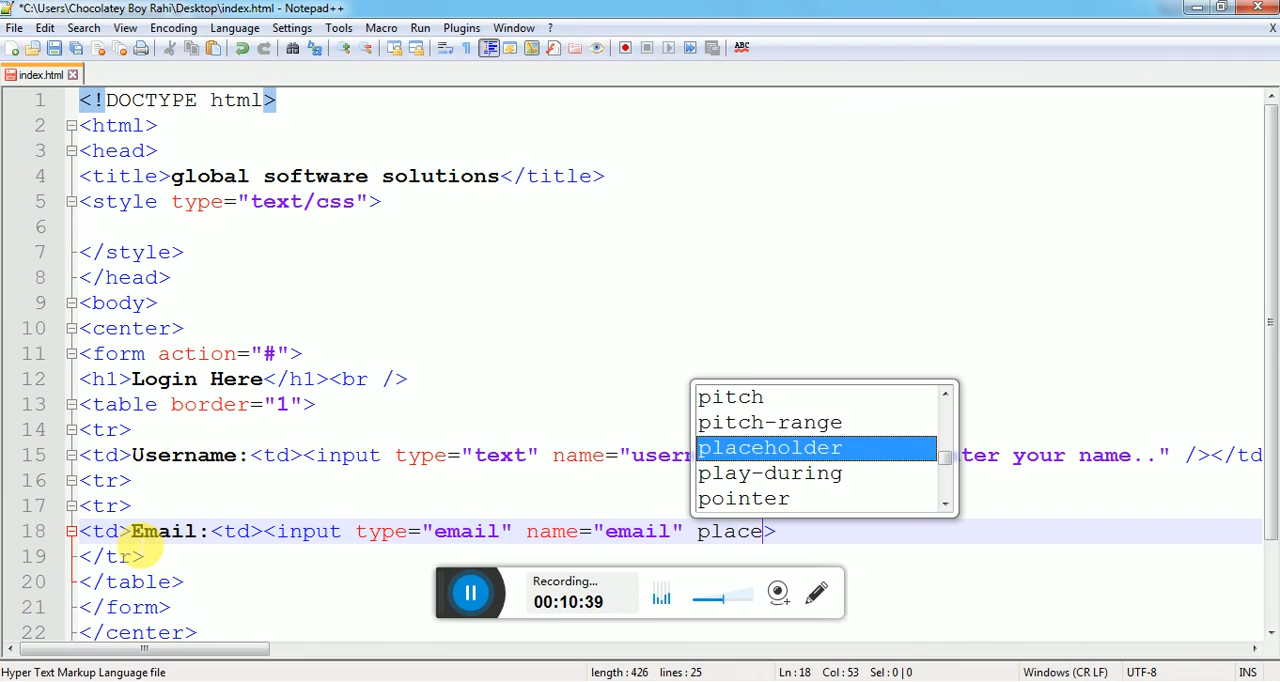 *C:\Users\Chocolatey Boy Rahi\Desktop\index.html - Notepad++
File Edit Search View Encoding Language Settings Tools Macro Run Plugins Window ? X
ABC
index.html
1 <!DOCTYPE html>
2 <html>
3 <head>
4 <title>global software solutions</title>
5 <style type="text/css">
6
7 </style>
8 </head>
9 <body>
10 <center>
11 <form action="#">
12 <h1>Login Here</h1><br />
13 <table border="1">
14 <tr>
15 <td>Username:<td><input type="text" name="usern ter your name.." /></td
16 <tr>
17 <tr>
18 <td>Email:<td><input type="email" name="email" place>
19 </tr>
20 </table>
21 </form>
22 </center>
pitch
pitch-range
placeholder
play-during
pointer
Recording...
00:10:39
Hyper Text Markup Language file length : 426 lines : 25 Ln : 18 Col : 53 Sel : 0 | 0 Windows (CR LF) UTF-8 INS